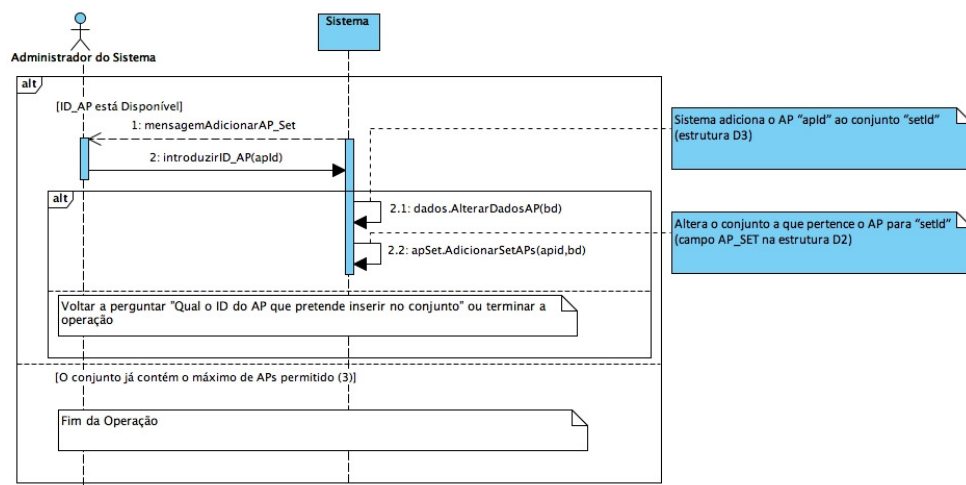 Sistema
Administrador do Sistema
alt
[ID_AP está Disponível]
1: mensagemAdicionarAP_Set
Sistema adiciona o AP "apId" ao conjunto "setId"
(estrutura D3)
2: introduzirID_AP(apId)
alt
2.1: dados.AlterarDadosAP(bd)
Altera o conjunto a que pertence o AP para "setId"
(campo AP_SET na estrutura D2)
2.2: apSet.AdicionarSetAPs(apid,bd)
Voltar a perguntar "Qual o ID do AP que pretende inserir no conjunto" ou terminar a
operação
[O conjunto já contém o máximo de APs permitido (3)]
Fim da Operação